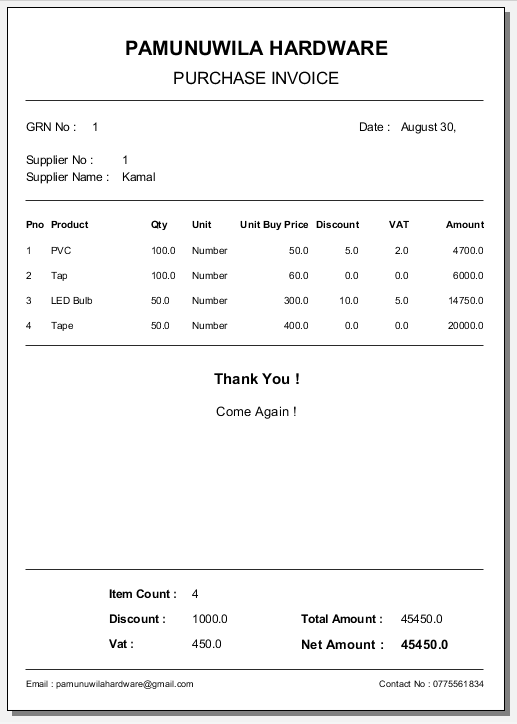 PAMUNUWILA HARDWARE
PURCHASE INVOICE
GRN No : 1 Date : August 30,
Supplier No : 1
Supplier Name : Kamal
Pno Product Qty Unit Unit Buy Price Discount VAT Amount
1 PVC 100.0 Number 50.0 5.0 2.0 4700.0
2 Tap 100.0 Number 60.0 0.0 0.0 6000.0
3 LED Bulb 50.0 Number 300.0 10.0 5.0 14750.0
4 Tape 50.0 Number 400.0 0.0 0.0 20000.0
Thank You !
Come Again !
Item Count : 4
Discount : 1000.0 Total Amount : 45450.0
Vat : 450.0 Net Amount : 45450.0
Email : pamunuwilahardware@gmail.com Contact No : 0775561834